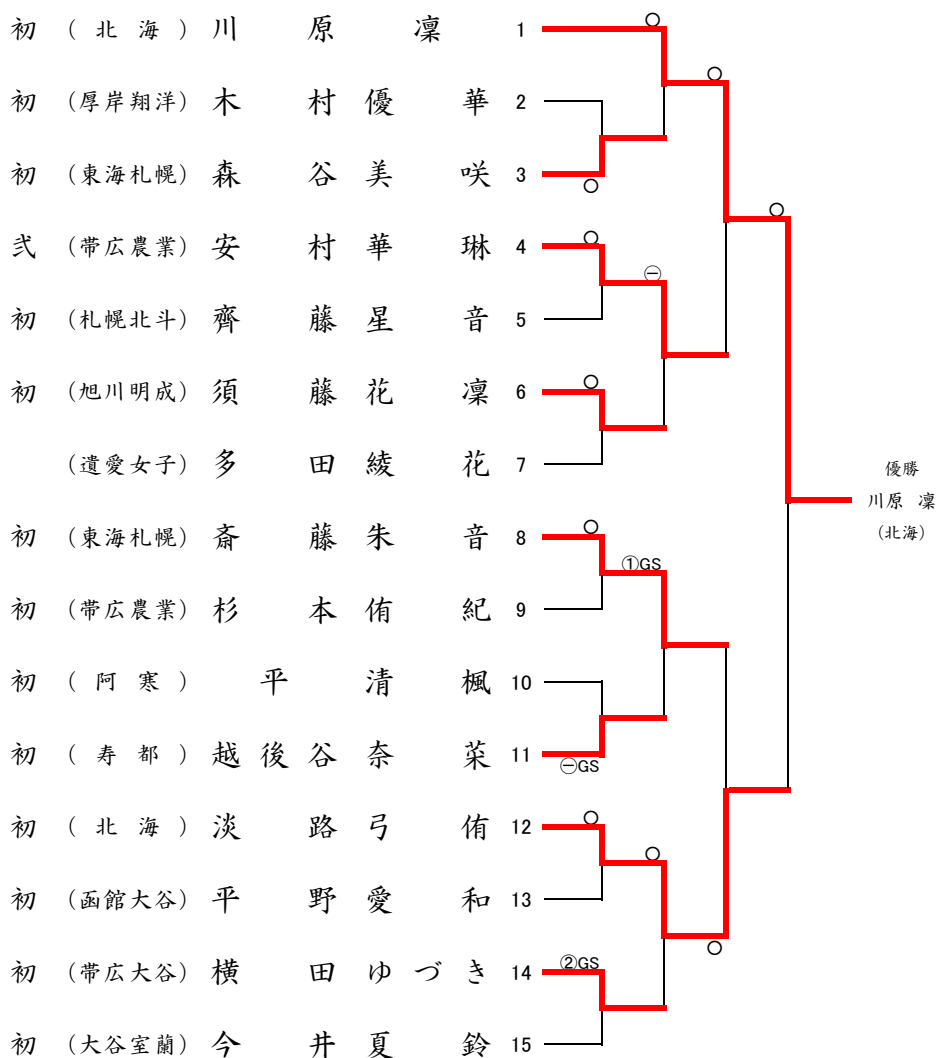 初 (北海) 川原凜 1
初 (厚岸翔洋) 木村優華 2
初 (東海札幌) 森谷美咲 3
弐 (帯広農業) 安村華琳 4
初 (札幌北斗) 齊藤星音 5
初 (旭川明成) 須藤花凜 6
(遺愛女子) 多田綾花 7
初 (東海札幌) 斎藤朱音 8
初 (帯広農業) 杉本侑紀 9
初 (阿寒) 平清楓 10
初 (寿都) 越後谷奈菜 11
初 (北海) 淡路弓侑 12
初 (函館大谷) 平野愛和 13
初 (帯広大谷) 横田ゆづき 14
初 (大谷室蘭) 今井夏鈴 15
○
○
○
○
㊀
○
○
①GS
㊀GS
○
○
②GS
○
○
優勝
川原 凜
(北海)